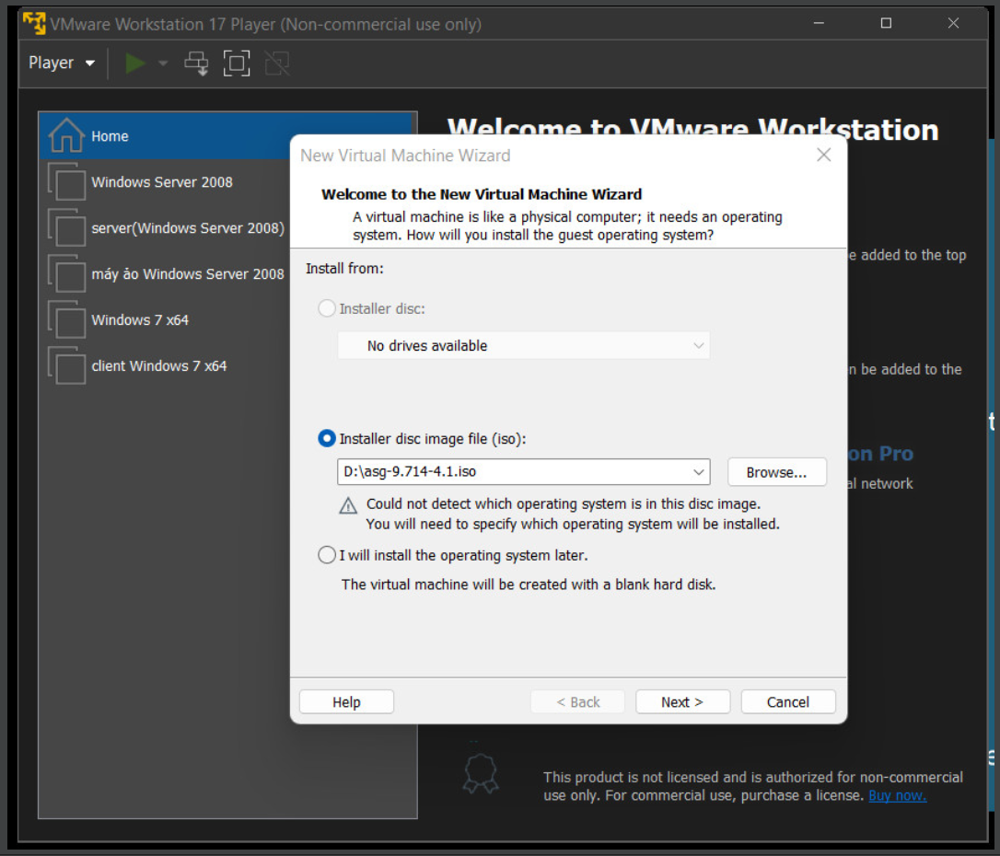 VMware Workstation 17 Player (Non-commercial use only)
Player
Home
Windows Server 2008
server(Windows Server 2008)
máy ảo Windows Server 2008
Windows 7 x64
client Windows 7 x64
Welcome to VMware Workstation
New Virtual Machine Wizard
Welcome to the New Virtual Machine Wizard
A virtual machine is like a physical computer; it needs an operating
system. How will you install the guest operating system?
Install from:
Installer disc:
No drives available
Installer disc image file (iso):
D:\asg-9.714-4.1.iso
Browse...
Could not detect which operating system is in this disc image.
You will need to specify which operating system will be installed.
I will install the operating system later.
The virtual machine will be created with a blank hard disk.
Help
< Back
Next >
Cancel
added to the top
be added to the
Pro
network
This product is not licensed and is authorized for non-commercial
use only. For commercial use, purchase a license. Buy now.